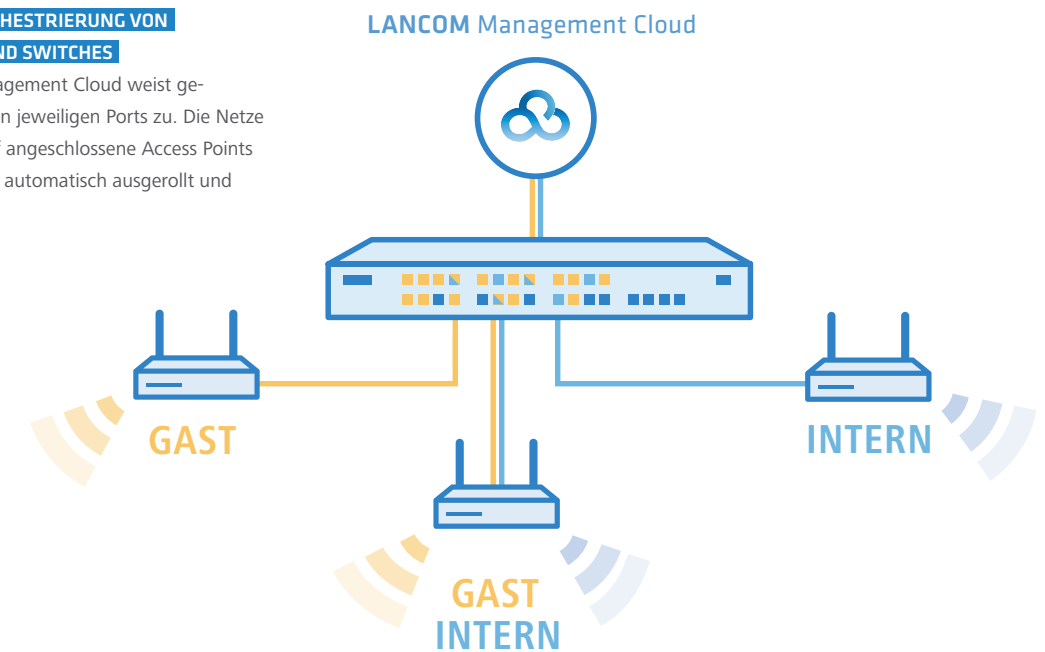 HESTRIERUNG VON
ND SWITCHES
agement Cloud weist ge-
n jeweiligen Ports zu. Die Netze
f angeschlossene Access Points
automatisch ausgerollt und
LANCOM Management Cloud
GAST
INTERN
GAST
INTERN